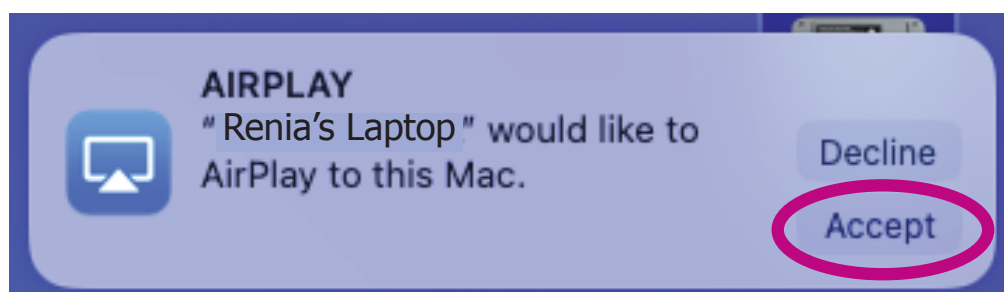 AIRPLAY
“Renia’s Laptop” would like to
AirPlay to this Mac.
Decline
Accept